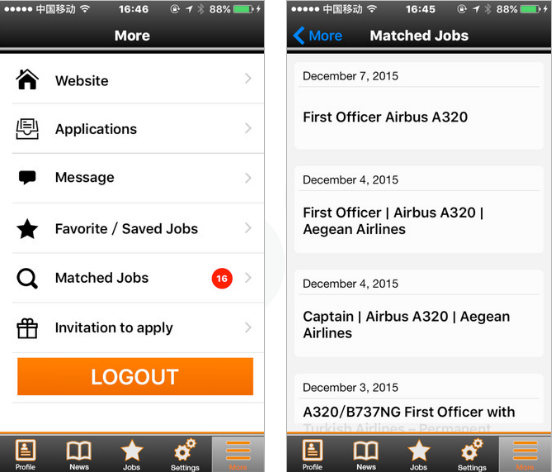 中国移动 16:46 88%
More
Website
Applications
Message
Favorite / Saved Jobs
Matched Jobs 16
Invitation to apply
LOGOUT
Profile News Jobs Settings More
中国移动 16:45 88%
More Matched Jobs
December 7, 2015
First Officer Airbus A320
December 4, 2015
First Officer | Airbus A320 |
Aegean Airlines
December 4, 2015
Captain | Airbus A320 | Aegean
Airlines
December 3, 2015
A320/B737NG First Officer with
Turkish Airlines – Permanent
Profile News Jobs Settings More